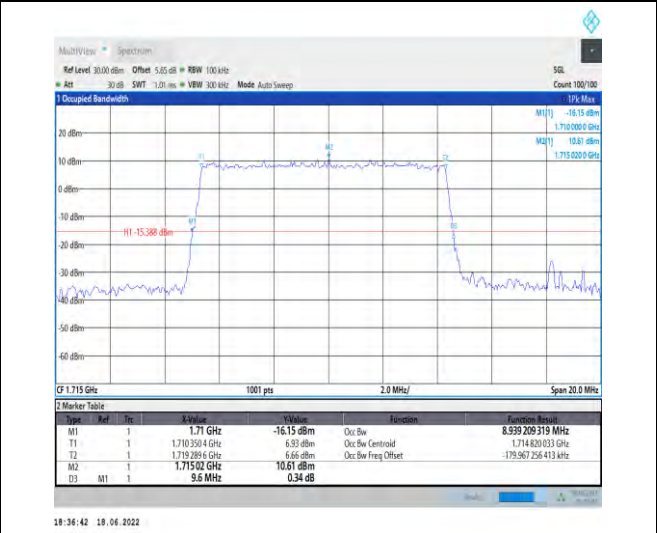 MultiView Spectrum
Ref Level 30.00 dBm Offset 5.85 dB RBW 100 kHz SGL
Att 30 dB SWT 1.01 ms VBW 300 kHz Mode Auto Sweep Count 100/100
1 Occupied Bandwidth 1Pk Max
M1[1] -16.15 dBm
1.710 000 0 GHz
M2[1] 10.61 dBm
1.715 020 0 GHz
20 dBm
M2
10 dBm
T1
T2
0 dBm
-10 dBm
M1
D3
H1 -15.388 dBm
-20 dBm
-30 dBm
-40 dBm
-50 dBm
-60 dBm
CF 1.715 GHz 1001 pts 2.0 MHz/ Span 20.0 MHz
2 Marker Table
Type Ref Trc X-Value Y-Value Function Function Result
M1 1 1.71 GHz -16.15 dBm Occ Bw 8.939 209 319 MHz
T1 1 1.710 350 4 GHz 6.93 dBm Occ Bw Centroid 1.714 820 033 GHz
T2 1 1.719 289 6 GHz 6.66 dBm Occ Bw Freq Offset -179.967 256 413 kHz
M2 1 1.715 02 GHz 10.61 dBm
D3 M1 1 9.6 MHz 0.34 dB
18:36:42 18.06.2022